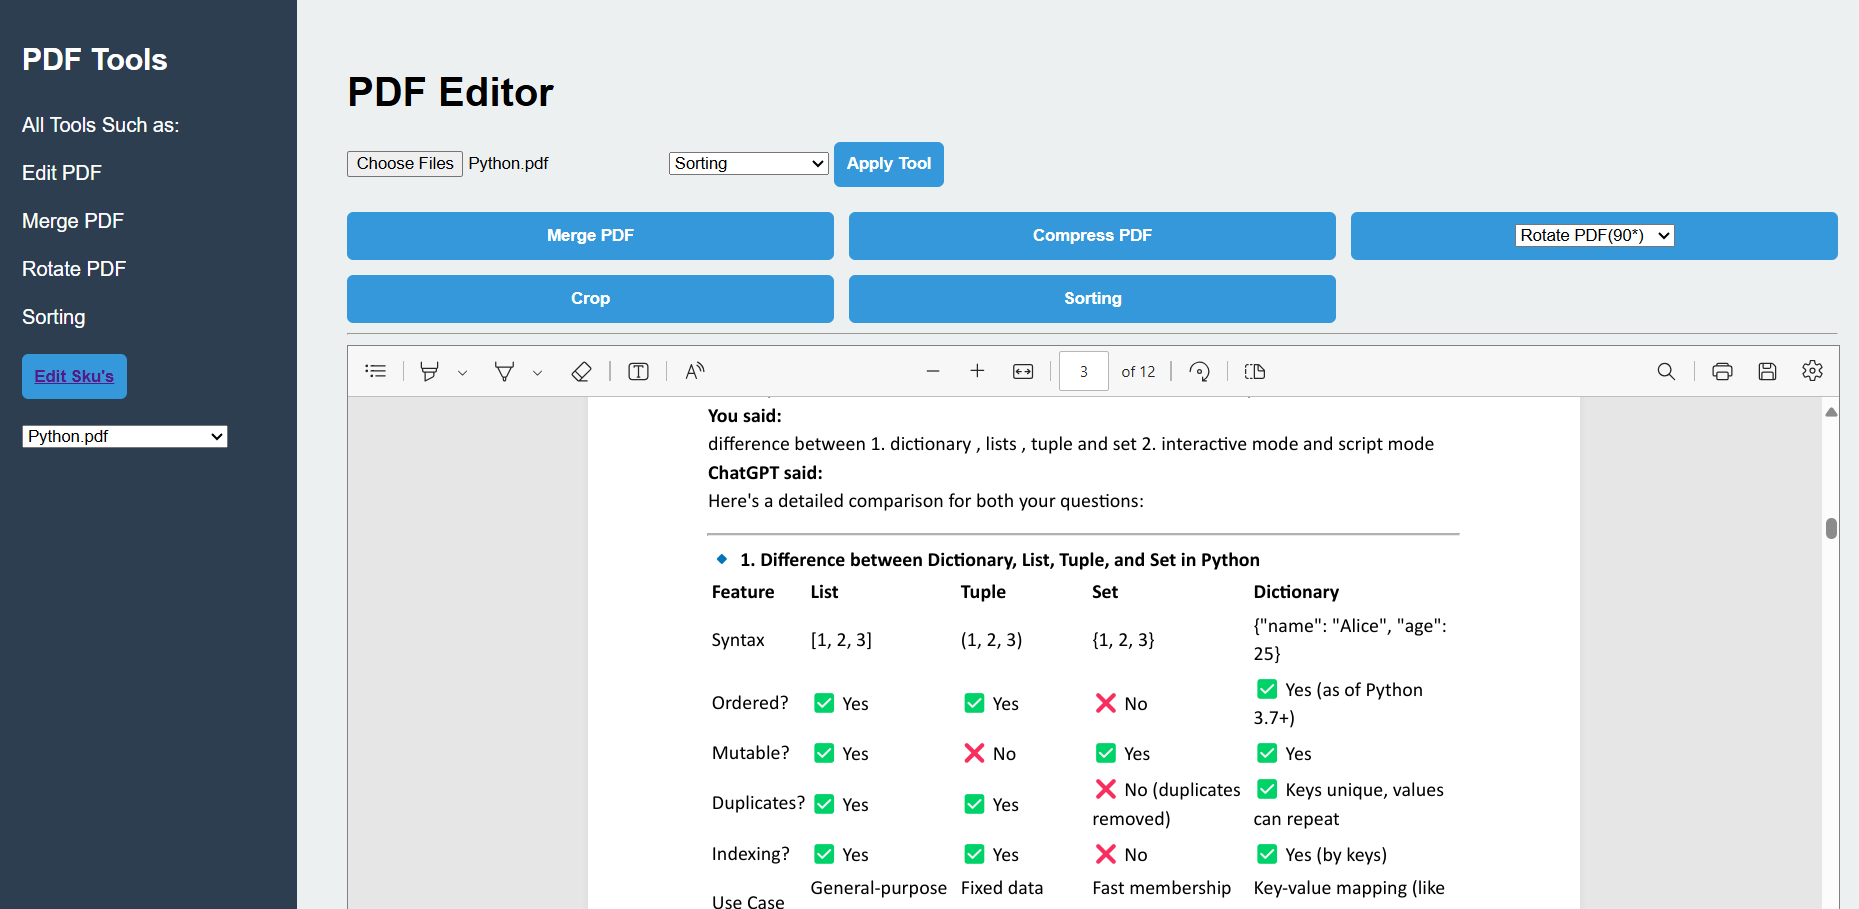 PDF Tools
All Tools Such as:
Edit PDF
Merge PDF
Rotate PDF
Sorting
Edit Sku's
Python.pdf
PDF Editor
Choose Files Python.pdf Sorting Apply Tool
Merge PDF Compress PDF Rotate PDF(90*)
Crop Sorting
3 of 12
You said:
difference between 1. dictionary , lists , tuple and set 2. interactive mode and script mode
ChatGPT said:
Here's a detailed comparison for both your questions:
1. Difference between Dictionary, List, Tuple, and Set in Python
Feature List Tuple Set Dictionary
Syntax [1, 2, 3] (1, 2, 3) {1, 2, 3} {"name": "Alice", "age":
25}
Ordered? ✅ Yes ✅ Yes ❌ No ✅ Yes (as of Python
3.7+)
Mutable? ✅ Yes ❌ No ✅ Yes ✅ Yes
Duplicates? ✅ Yes ✅ Yes ❌ No (duplicates ✅ Keys unique, values
removed) can repeat
Indexing? ✅ Yes ✅ Yes ❌ No ✅ Yes (by keys)
Use Case General-purpose Fixed data Fast membership Key-value mapping (like